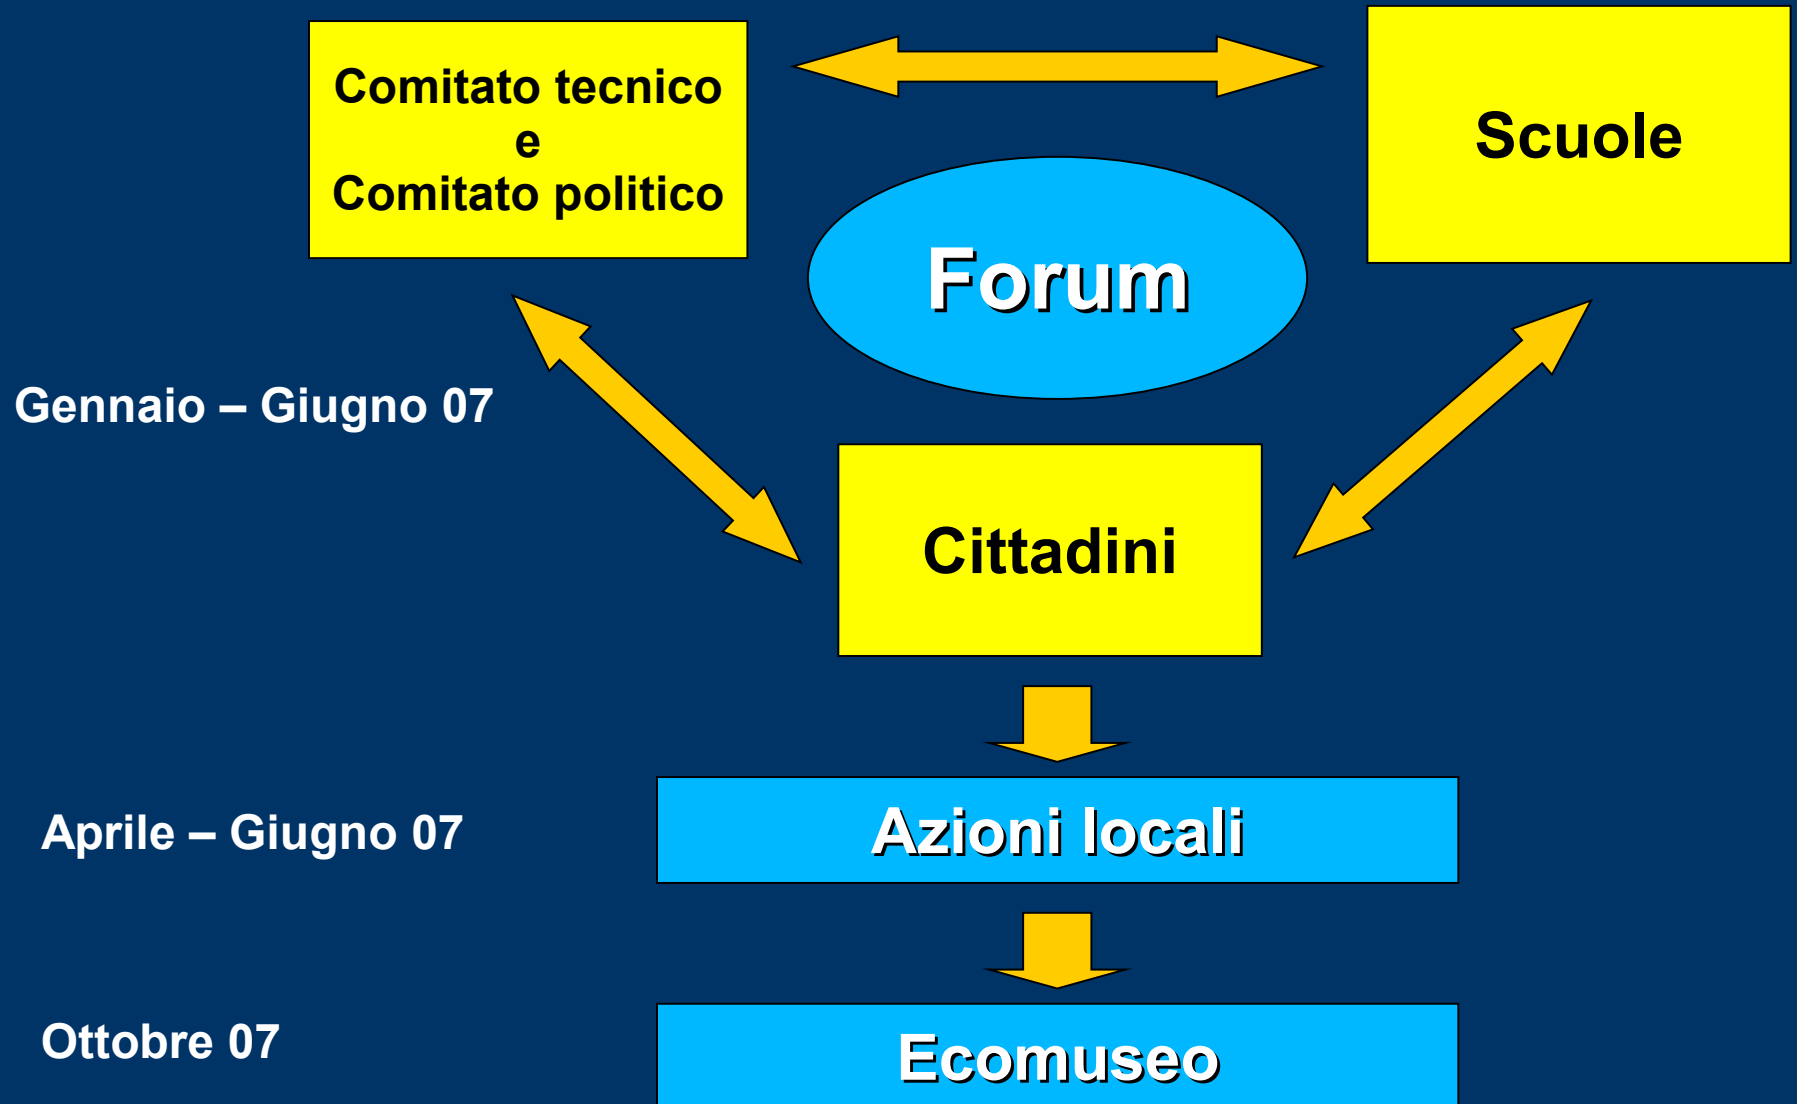 Comitato tecnico
e
Comitato politico
Scuole
Forum
Gennaio – Giugno 07
Cittadini
Aprile – Giugno 07
Azioni locali
Ottobre 07
Ecomuseo